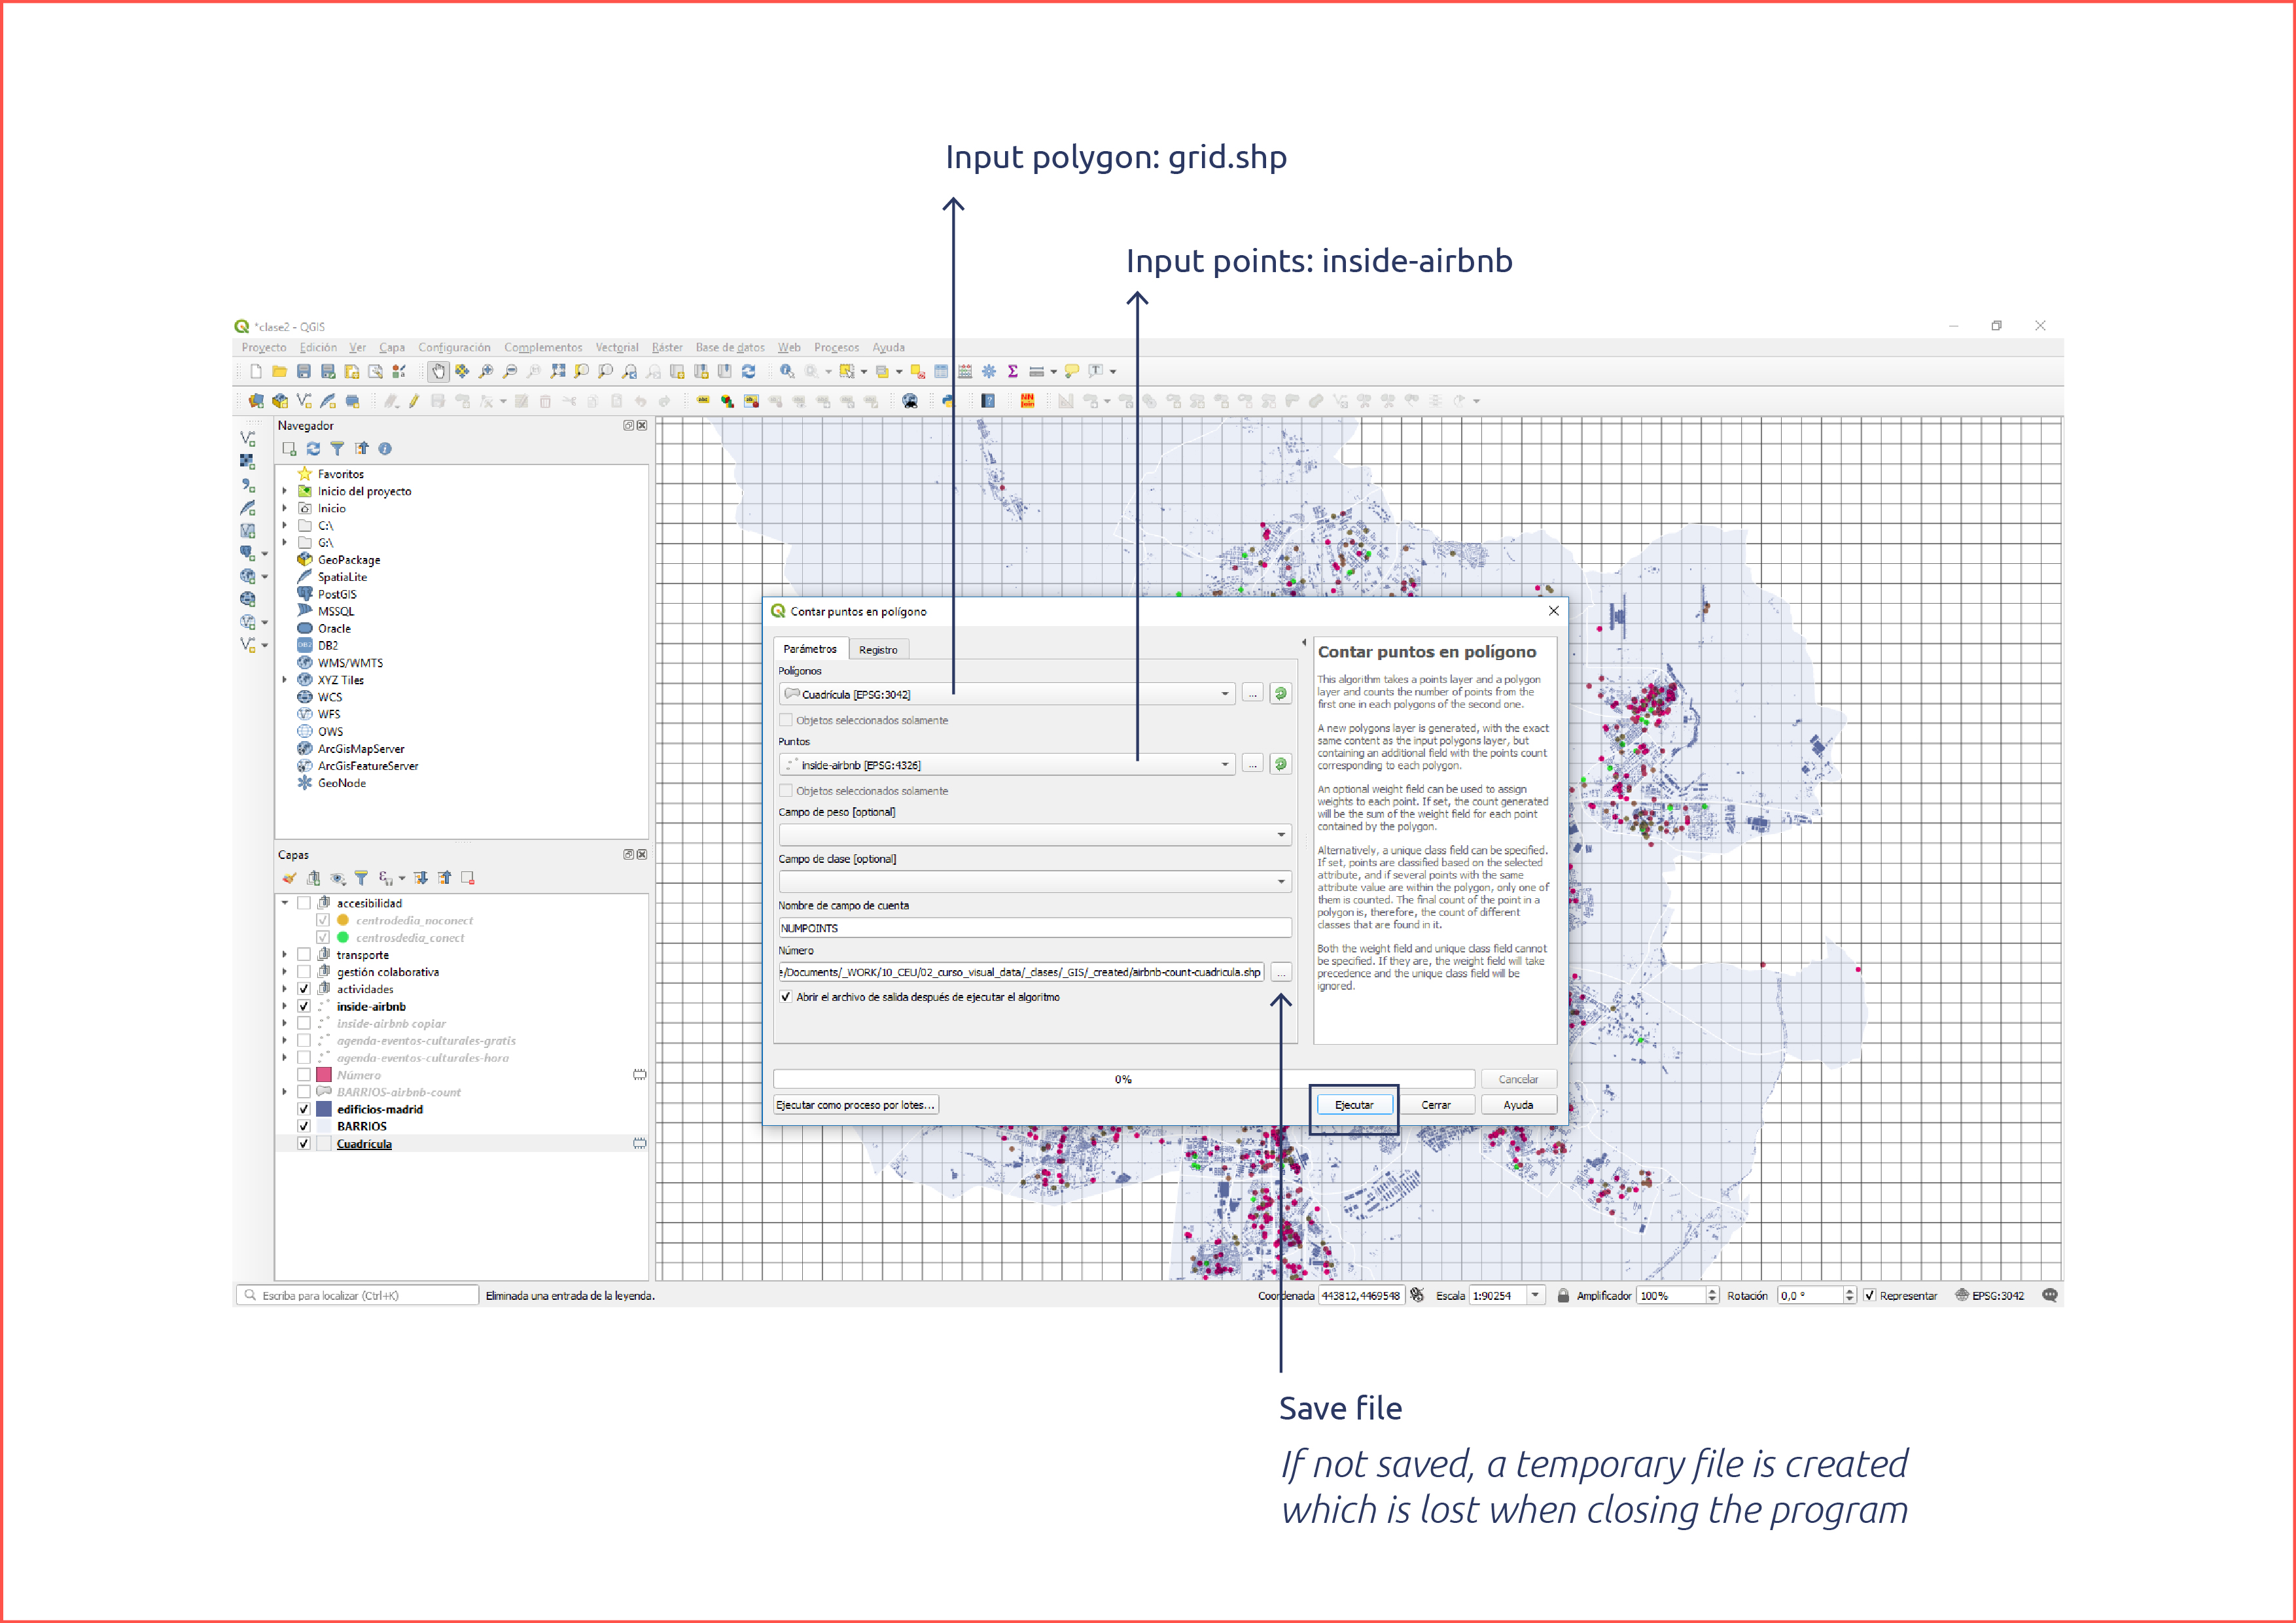 Input polygon: grid.shp
Input points: inside-airbnb
*clase2 - QGIS
Proyecto Edición Ver Capa Configuración Complementos Vectorial Ráster Base de datos Web Procesos Ayuda
Navegador
Favoritos
Inicio del proyecto
Inicio
C:\
G:\
GeoPackage
SpatiaLite
PostGIS
MSSQL
Oracle
DB2
WMS/WMTS
XYZ Tiles
WCS
WFS
OWS
ArcGisMapServer
ArcGisFeatureServer
GeoNode
Capas
accesibilidad
centrodedia_noconect
centrosdedia_conect
transporte
gestión colaborativa
actividades
inside-airbnb
inside-airbnb copiar
agenda-eventos-culturales-gratis
agenda-eventos-culturales-hora
Número
BARRIOS-airbnb-count
edificios-madrid
BARRIOS
Cuadrícula
Contar puntos en polígono
Parámetros Registro
Polígonos
Cuadrícula [EPSG:3042]
...
Objetos seleccionados solamente
Puntos
inside-airbnb [EPSG:4326]
...
Objetos seleccionados solamente
Campo de peso [optional]
Campo de clase [optional]
Nombre de campo de cuenta
NUMPOINTS
Número
e/Documents/_WORK/10_CEU/02_curso_visual_data/_clases/_GIS/_created/airbnb-count-cuadricula.shp
...
Abrir el archivo de salida después de ejecutar el algoritmo
Contar puntos en polígono
This algorithm takes a points layer and a polygon
layer and counts the number of points from the
first one in each polygons of the second one.
A new polygons layer is generated, with the exact
same content as the input polygons layer, but
containing an additional field with the points count
corresponding to each polygon.
An optional weight field can be used to assign
weights to each point. If set, the count generated
will be the sum of the weight field for each point
contained by the polygon.
Alternatively, a unique class field can be specified.
If set, points are classified based on the selected
attribute, and if several points with the same
attribute value are within the polygon, only one of
them is counted. The final count of the point in a
polygon is, therefore, the count of different
classes that are found in it.
Both the weight field and unique class field cannot
be specified. If they are, the weight field will take
precedence and the unique class field will be
ignored.
0%
Cancelar
Ejecutar como proceso por lotes...
Ejecutar
Cerrar
Ayuda
Escriba para localizar (Ctrl+K)
Eliminada una entrada de la leyenda.
Coordenada 443812,4469548
Escala 1:90254
Amplificador 100%
Rotación 0,0 °
Representar
EPSG:3042
Save file
If not saved, a temporary file is created
which is lost when closing the program